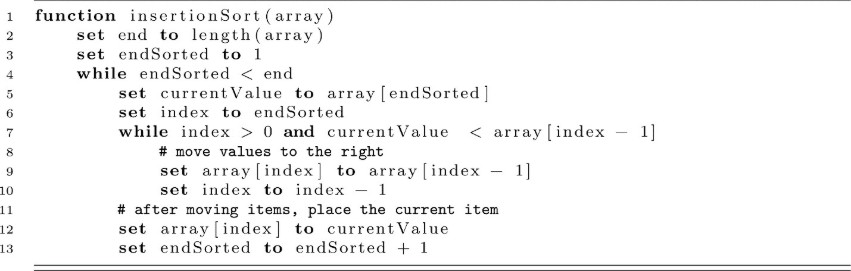 1 function insertionSort(array)
2 set end to length(array)
3 set endSorted to 1
4 while endSorted < end
5 set currentValue to array[endSorted]
6 set index to endSorted
7 while index > 0 and currentValue < array[index − 1]
8 # move values to the right
9 set array[index] to array[index − 1]
10 set index to index − 1
11 # after moving items, place the current item
12 set array[index] to currentValue
13 set endSorted to endSorted + 1